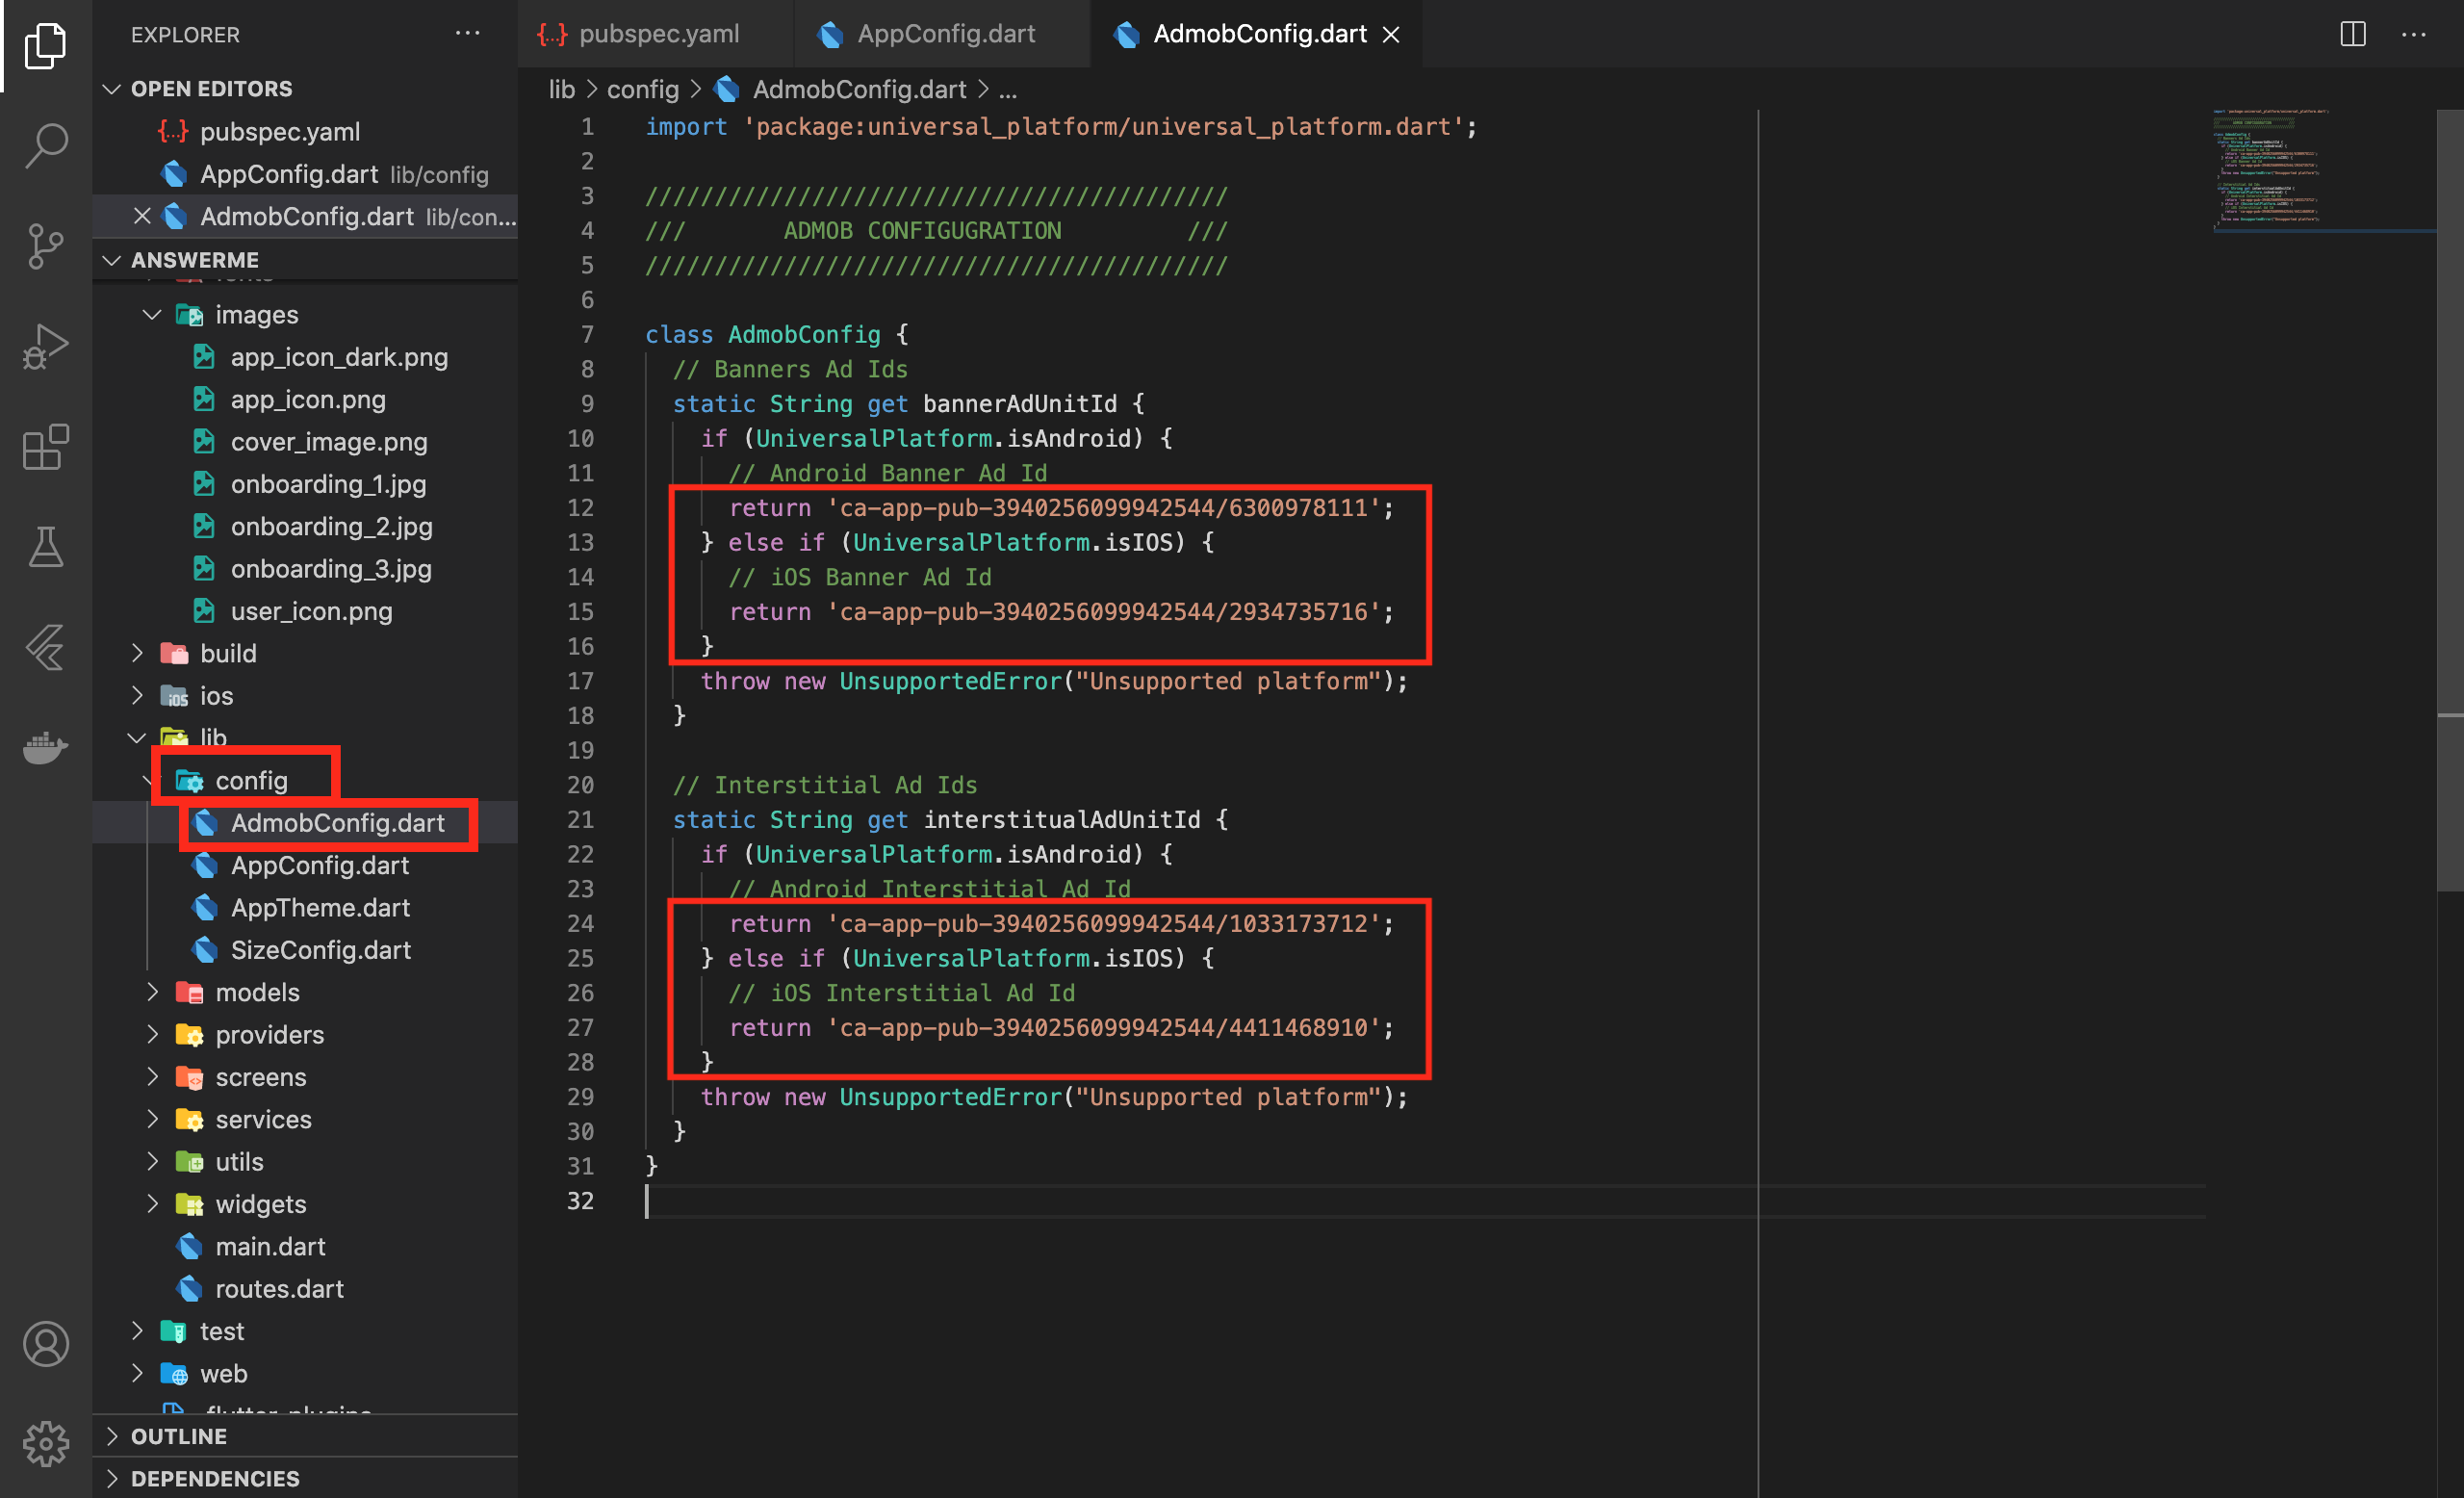 EXPLORER
OPEN EDITORS
pubspec.yaml
AppConfig.dart lib/config
AdmobConfig.dart lib/con...
ANSWERME
images
app_icon_dark.png
app_icon.png
cover_image.png
onboarding_1.jpg
onboarding_2.jpg
onboarding_3.jpg
user_icon.png
build
ios
lib
config
AdmobConfig.dart
AppConfig.dart
AppTheme.dart
SizeConfig.dart
models
providers
screens
services
utils
widgets
main.dart
routes.dart
test
web
.flutter-plugins
OUTLINE
DEPENDENCIES
pubspec.yaml
AppConfig.dart
AdmobConfig.dart
lib > config > AdmobConfig.dart > ...
1 import 'package:universal_platform/universal_platform.dart';
2
3 //////////////////////////////////////////
4 ///       ADMOB CONFIGUGRATION         ///
5 //////////////////////////////////////////
6
7 class AdmobConfig {
8   // Banners Ad Ids
9   static String get bannerAdUnitId {
10     if (UniversalPlatform.isAndroid) {
11       // Android Banner Ad Id
12       return 'ca-app-pub-3940256099942544/6300978111';
13     } else if (UniversalPlatform.isIOS) {
14       // iOS Banner Ad Id
15       return 'ca-app-pub-3940256099942544/2934735716';
16     }
17     throw new UnsupportedError("Unsupported platform");
18   }
19
20   // Interstitial Ad Ids
21   static String get interstitualAdUnitId {
22     if (UniversalPlatform.isAndroid) {
23       // Android Interstitial Ad Id
24       return 'ca-app-pub-3940256099942544/1033173712';
25     } else if (UniversalPlatform.isIOS) {
26       // iOS Interstitial Ad Id
27       return 'ca-app-pub-3940256099942544/4411468910';
28     }
29     throw new UnsupportedError("Unsupported platform");
30   }
31 }
32